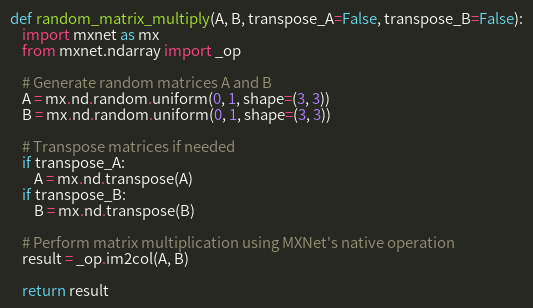 def random_matrix_multiply(A, B, transpose_A=False, transpose_B=False):
    import mxnet as mx
    from mxnet.ndarray import _op

    # Generate random matrices A and B
    A = mx.nd.random.uniform(0, 1, shape=(3, 3))
    B = mx.nd.random.uniform(0, 1, shape=(3, 3))

    # Transpose matrices if needed
    if transpose_A:
        A = mx.nd.transpose(A)
    if transpose_B:
        B = mx.nd.transpose(B)

    # Perform matrix multiplication using MXNet's native operation
    result = _op.im2col(A, B)

    return result